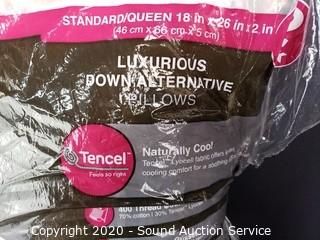 STANDARD/QUEEN 18 in x 26 in x 2 in
(46 cm x 66 cm x 5 cm)
LUXURIOUS
DOWN ALTERNATIVE
PILLOWS
Tencel
Feels so right
Naturally Cool
Tencel Lyocell fabric offers
cooling comfort for a soothing
400 Thread
70% cotton | 30% Tencel Lyocell
Copyright 2020 - Sound Auction Service